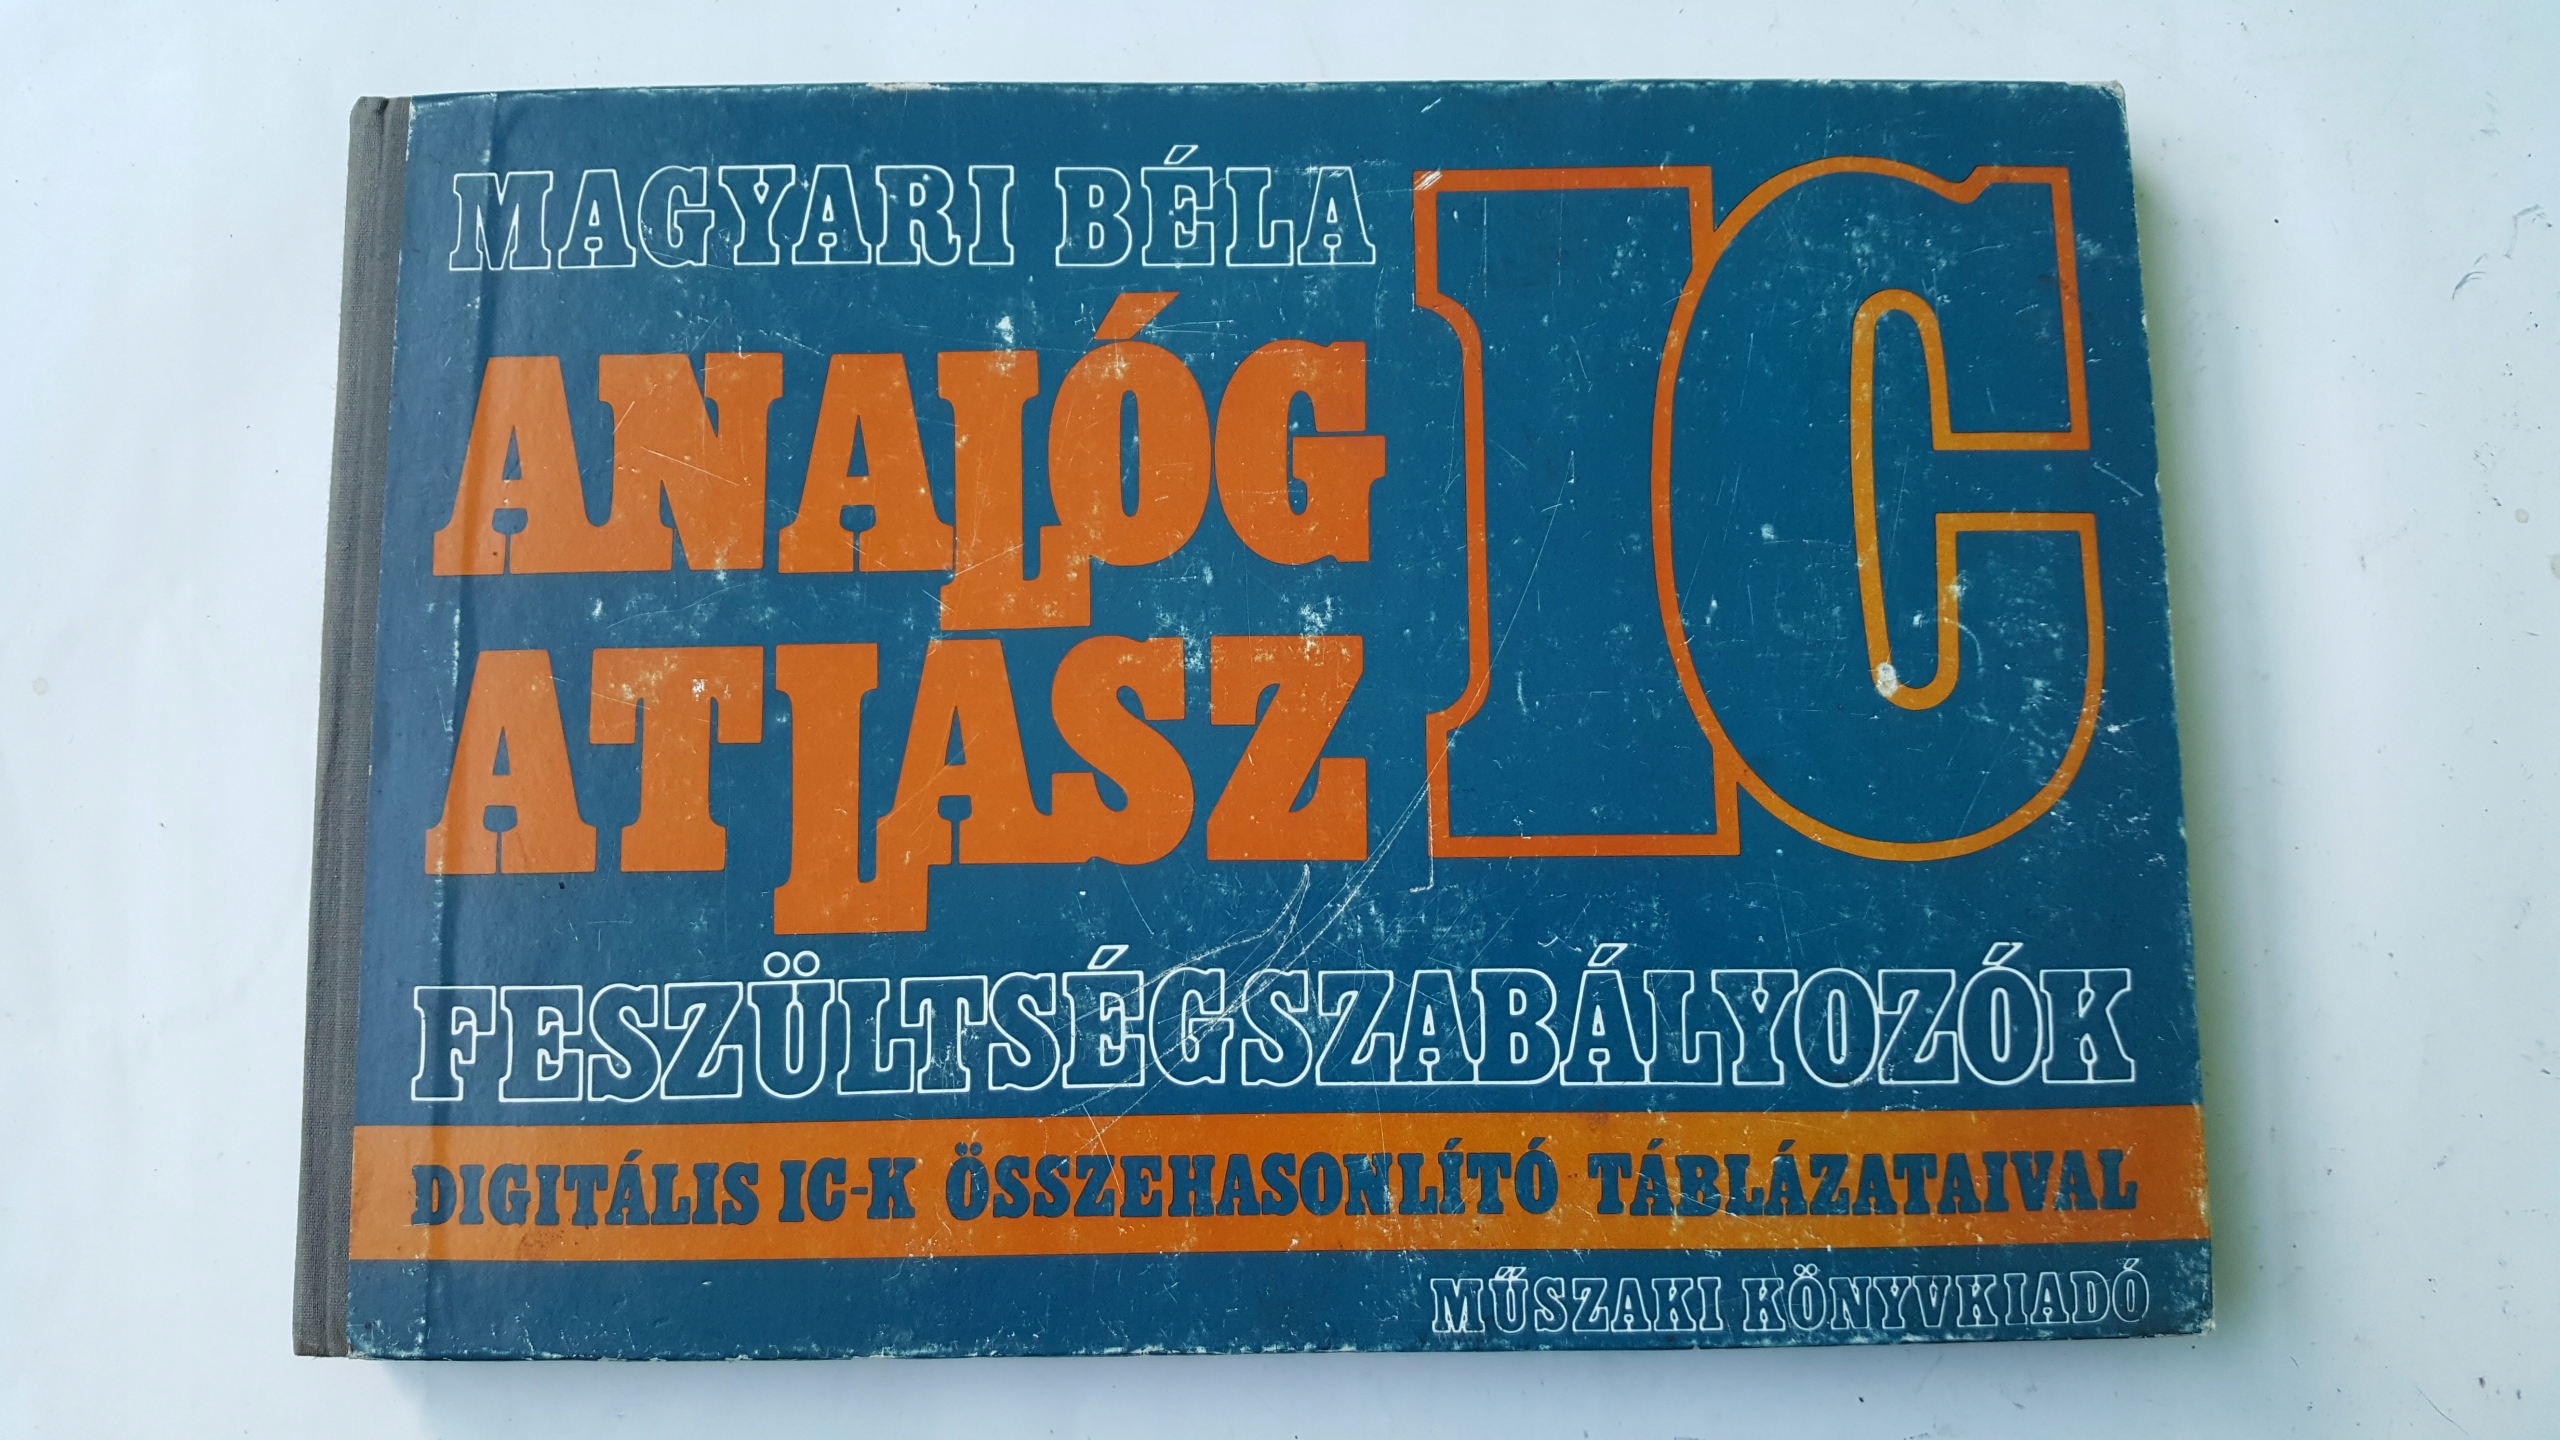 MAGYARI BÉLA
ANALÓG IC
ATLASZ
FESZÜLTSÉGSZABÁLYOZÓK
DIGITÁLIS IC-K ÖSSZEHASONLÍTÓ TÁBLÁZATAIVAL
MŰSZAKI KÖNYVKIADÓ